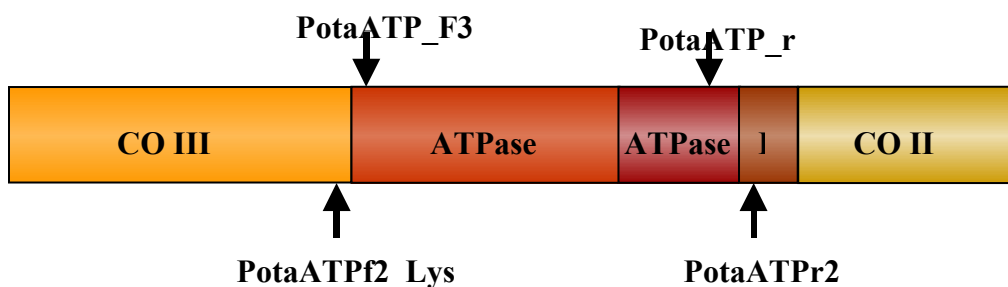 PotaATP_F3
PotaATP_r
CO III ATPase ATPase l CO II
PotaATPf2 Lys
PotaATPr2